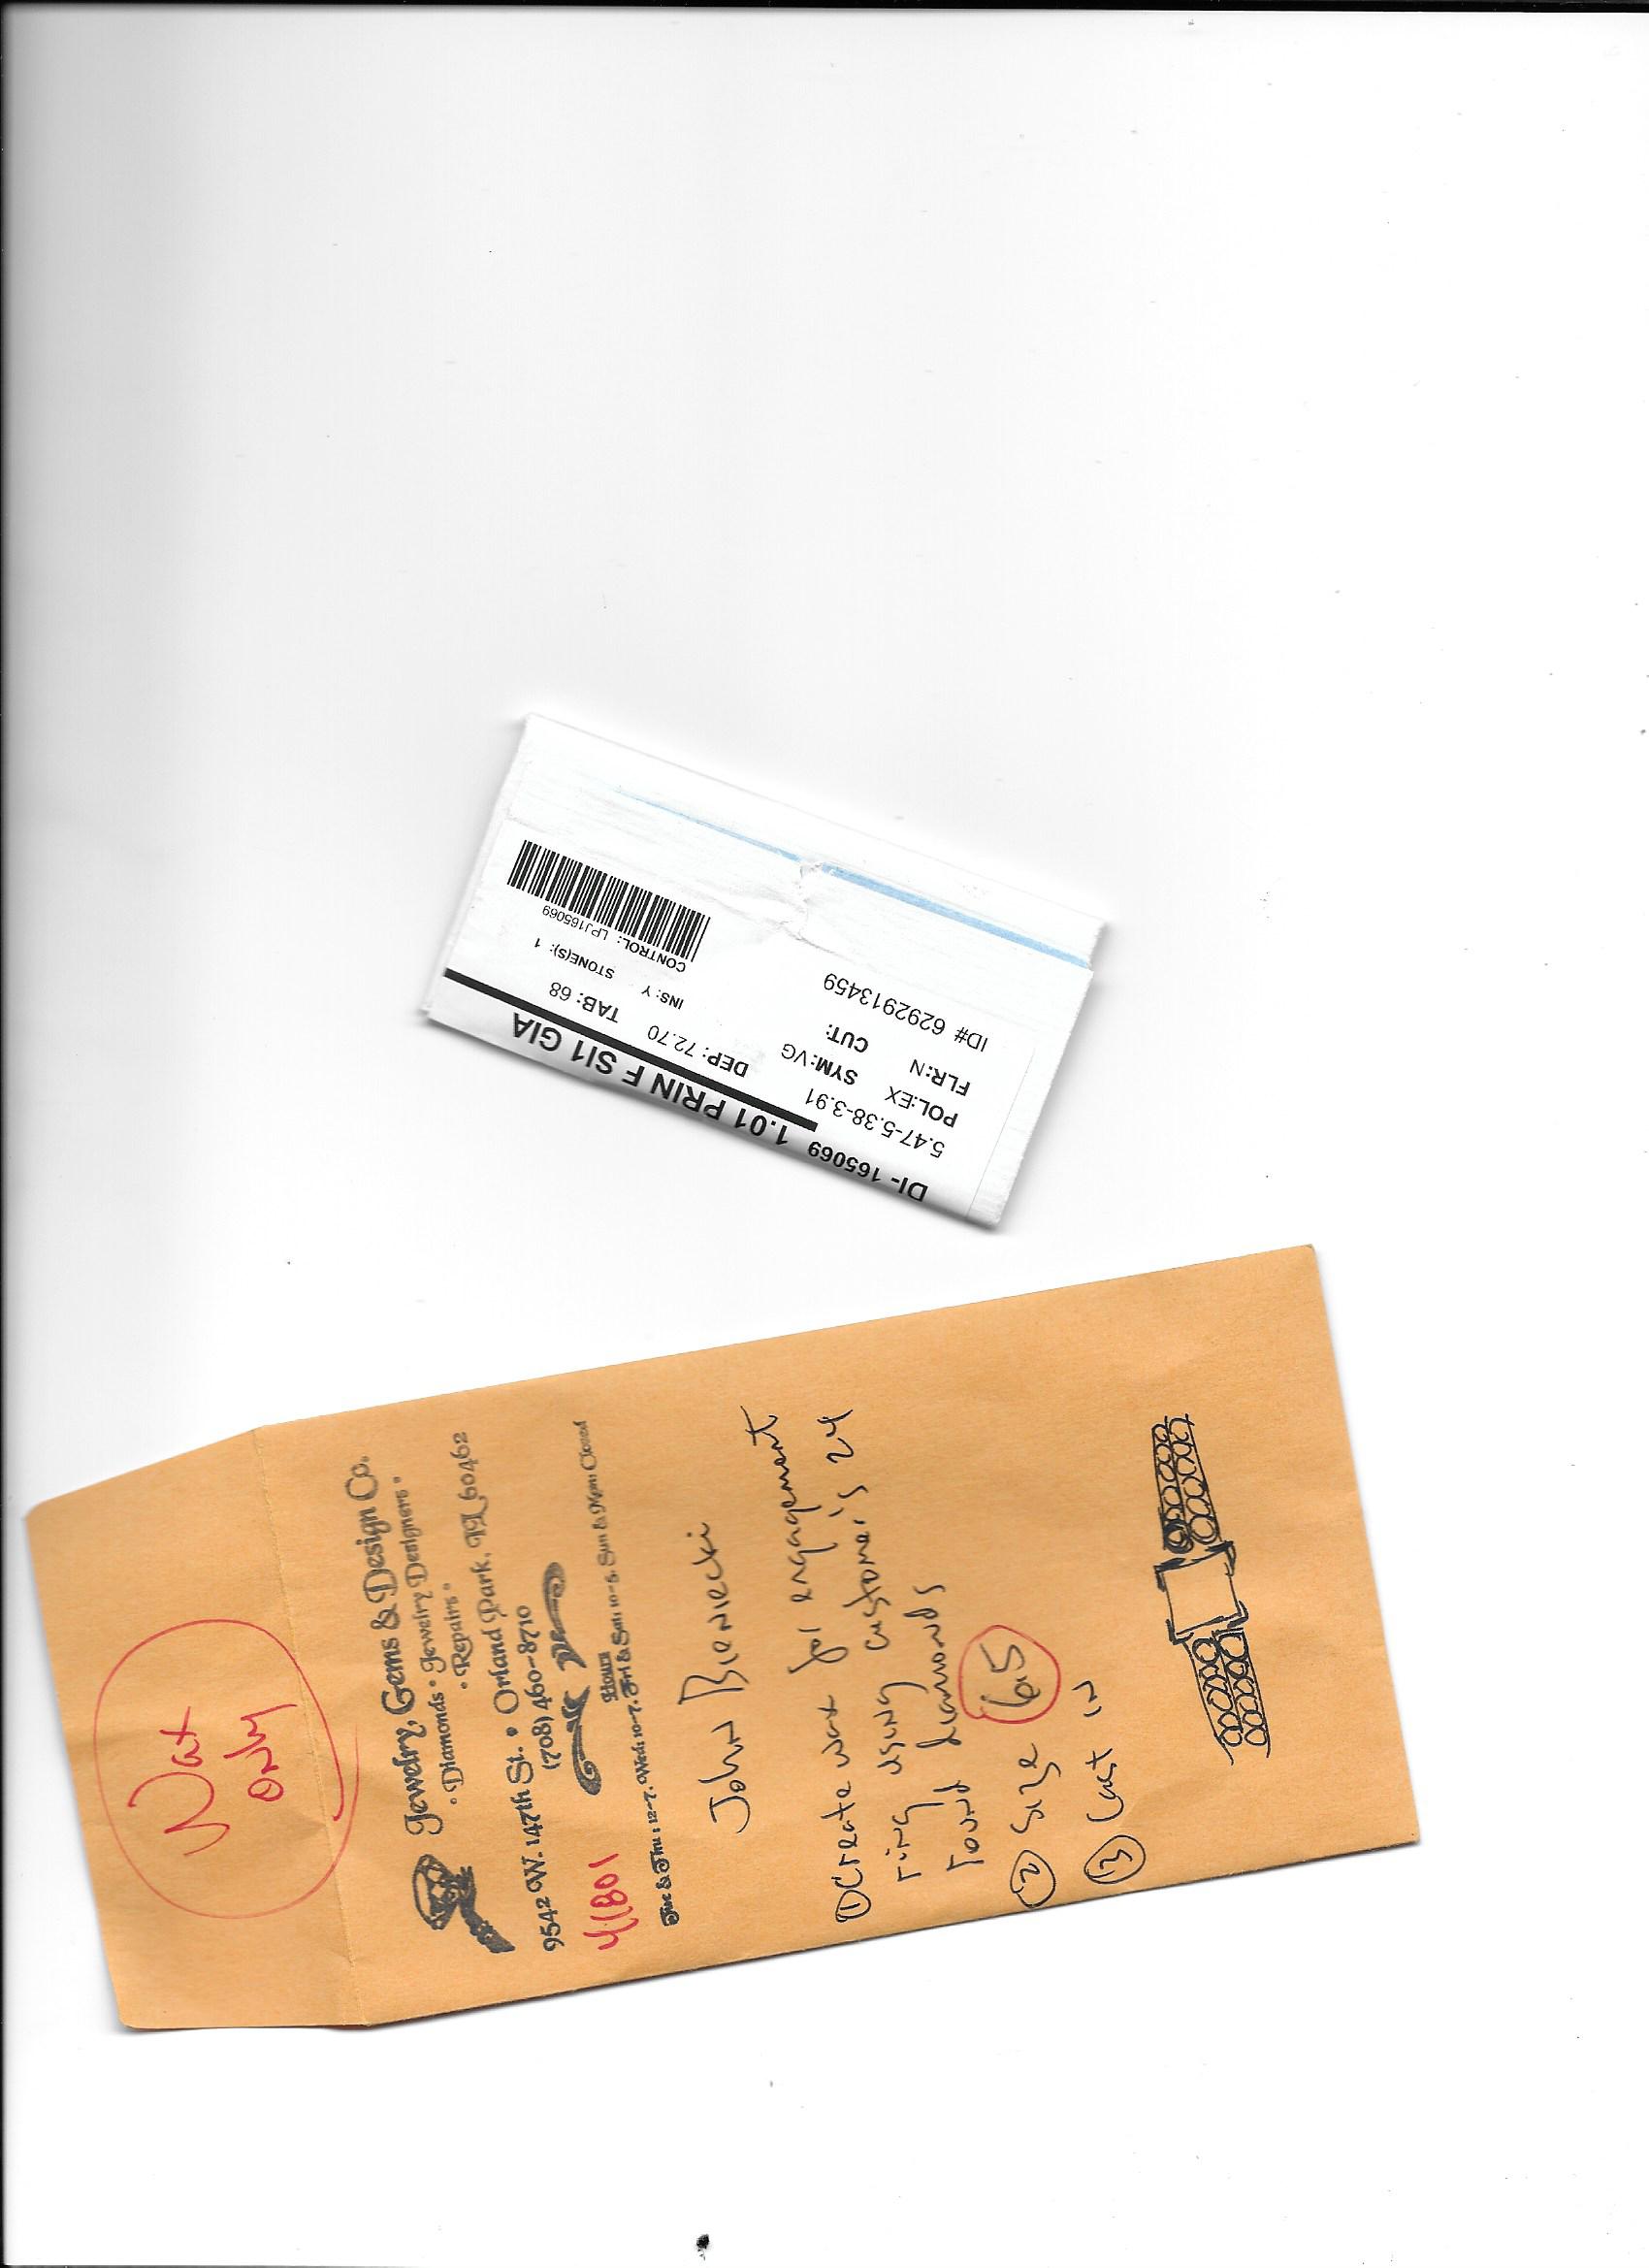 DI- 165069 1.01 PRIN F SI1 GIA
5.47-5.38-3.91
DEP: 72.70 TAB: 68
POL:EX SYM:VG
INS: Y STONE(S): 1
FLR:N CUT:
CONTROL: LPJ165069
ID# 6292913459
Wax
only
Jewelry, Gems & Design Co.
• Diamonds • Jewelry Designers •
• Repairs •
9542 W. 147th St. • Orland Park, IL 60462
(708) 460-8710
41801
Hours
Tue & Thu: 12-7, Wed: 10-7, Fri & Sat: 10-5, Sun & Mon: Closed
John Bieniecki
① Create wax for engagement
ring using customer's 24
round diamonds
② Size 6.5
③ Cast in